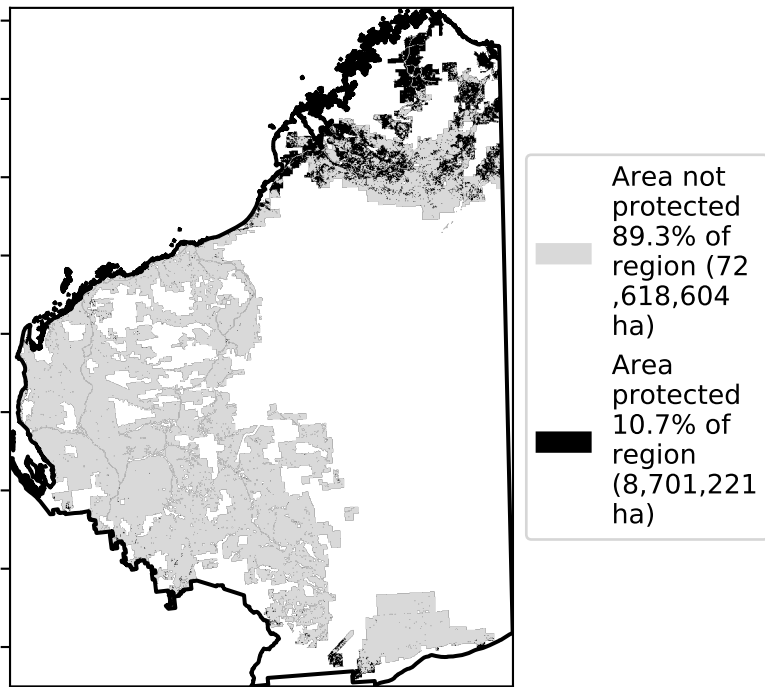 Area not
protected
89.3% of
region (72
,618,604
ha)
Area
protected
10.7% of
region
(8,701,221
ha)